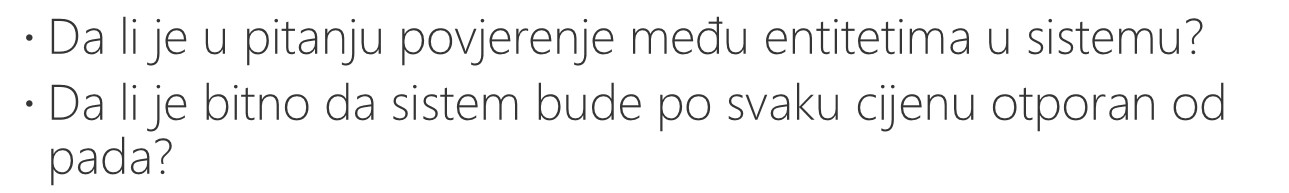 • Da li je u pitanju povjerenje među entitetima u sistemu?
• Da li je bitno da sistem bude po svaku cijenu otporan od
pada?